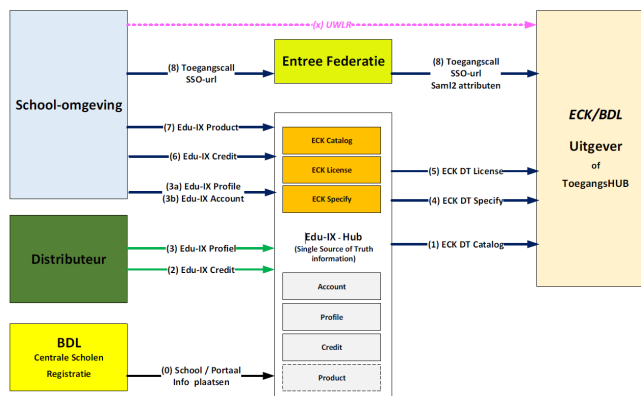 (x) UWLR
School-omgeving
(8) Toegangscall
SSO-url
Entree Federatie
(8) Toegangscall
SSO-url
Saml2 attributen
ECK/BDL
Uitgever
of
ToegangsHUB
(7) Edu-IX Product
(6) Edu-IX Credit
(3a) Edu-IX Profile
(3b) Edu-IX Account
ECK Catalog
ECK License
ECK Specify
(5) ECK DT License
(4) ECK DT Specify
(1) ECK DT Catalog
Distributeur
(3) Edu-IX Profiel
(2) Edu-IX Credit
Edu-IX - Hub
(Single Source of Truth
information)
Account
Profile
Credit
Product
BDL
Centrale Scholen
Registratie
(0) School / Portaal
Info plaatsen